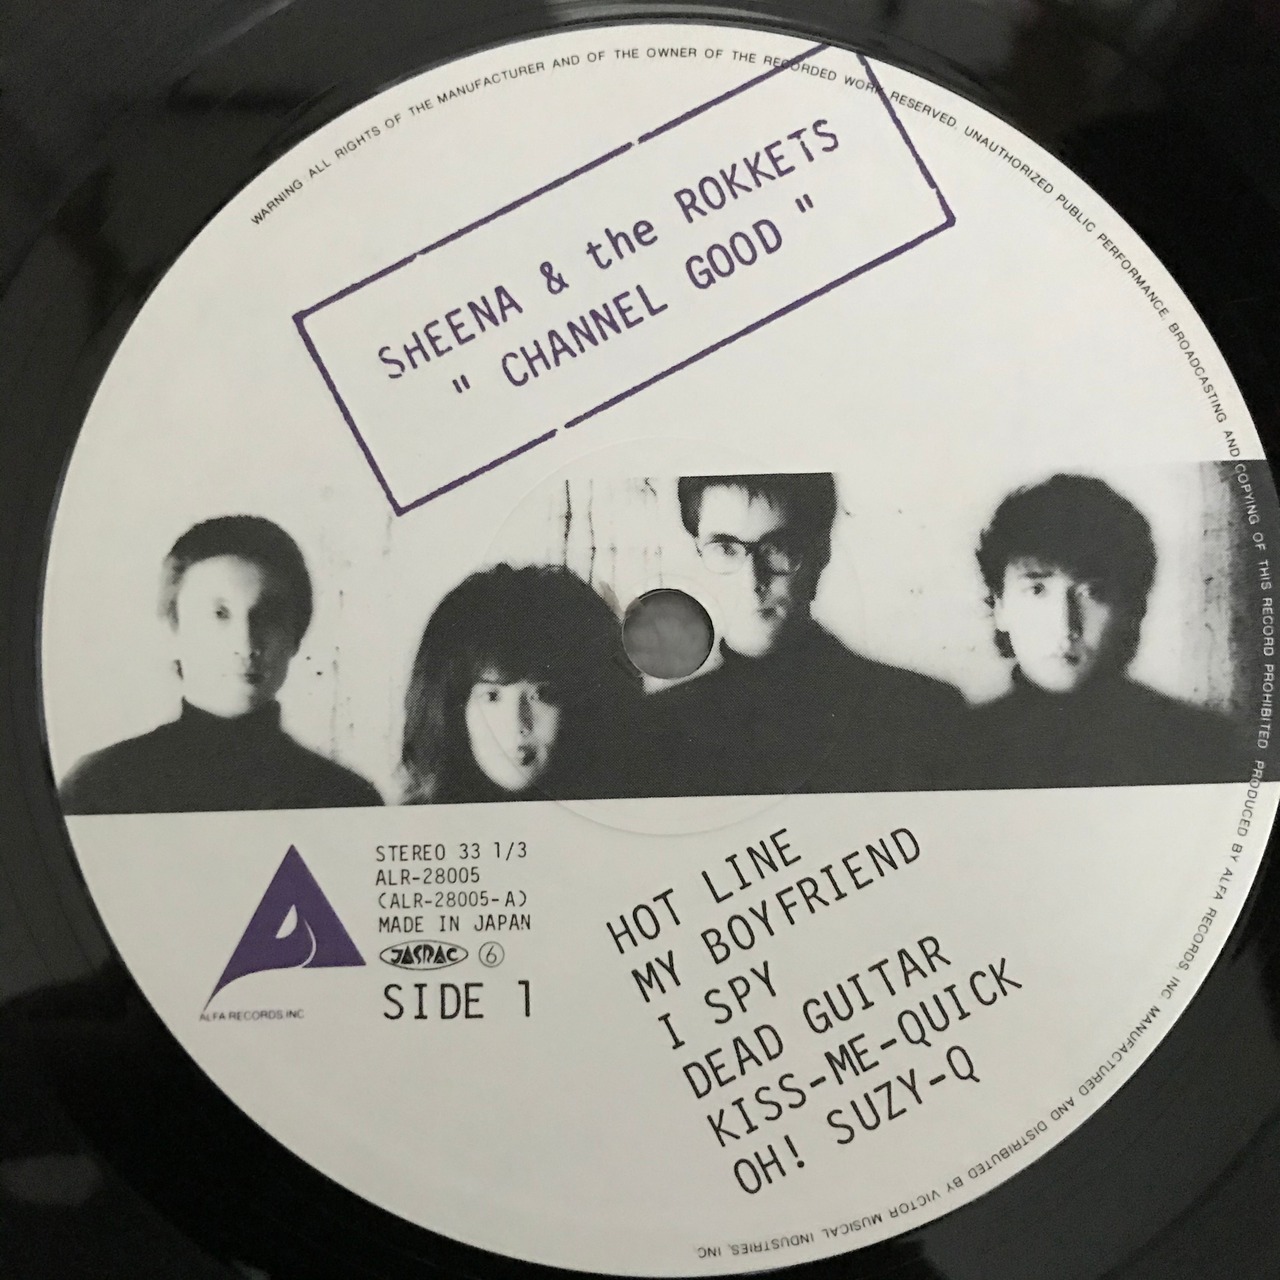 WARNING: ALL RIGHTS OF THE MANUFACTURER AND OF THE OWNER OF THE RECORDED WORK RESERVED. UNAUTHORIZED PUBLIC PERFORMANCE, BROADCASTING AND COPYING OF THIS RECORD PROHIBITED. PRODUCED BY ALFA RECORDS, INC. MANUFACTURED AND DISTRIBUTED BY VICTOR MUSICAL INDUSTRIES, INC.
SHEENA & the ROKKETS
" CHANNEL GOOD "
STEREO 33 1/3
ALR-28005
(ALR-28005-A)
MADE IN JAPAN
JASRAC 6
SIDE 1
ALFA RECORDS, INC
HOT LINE
MY BOYFRIEND
I SPY
DEAD GUITAR
KISS-ME-QUICK
OH! SUZY-Q